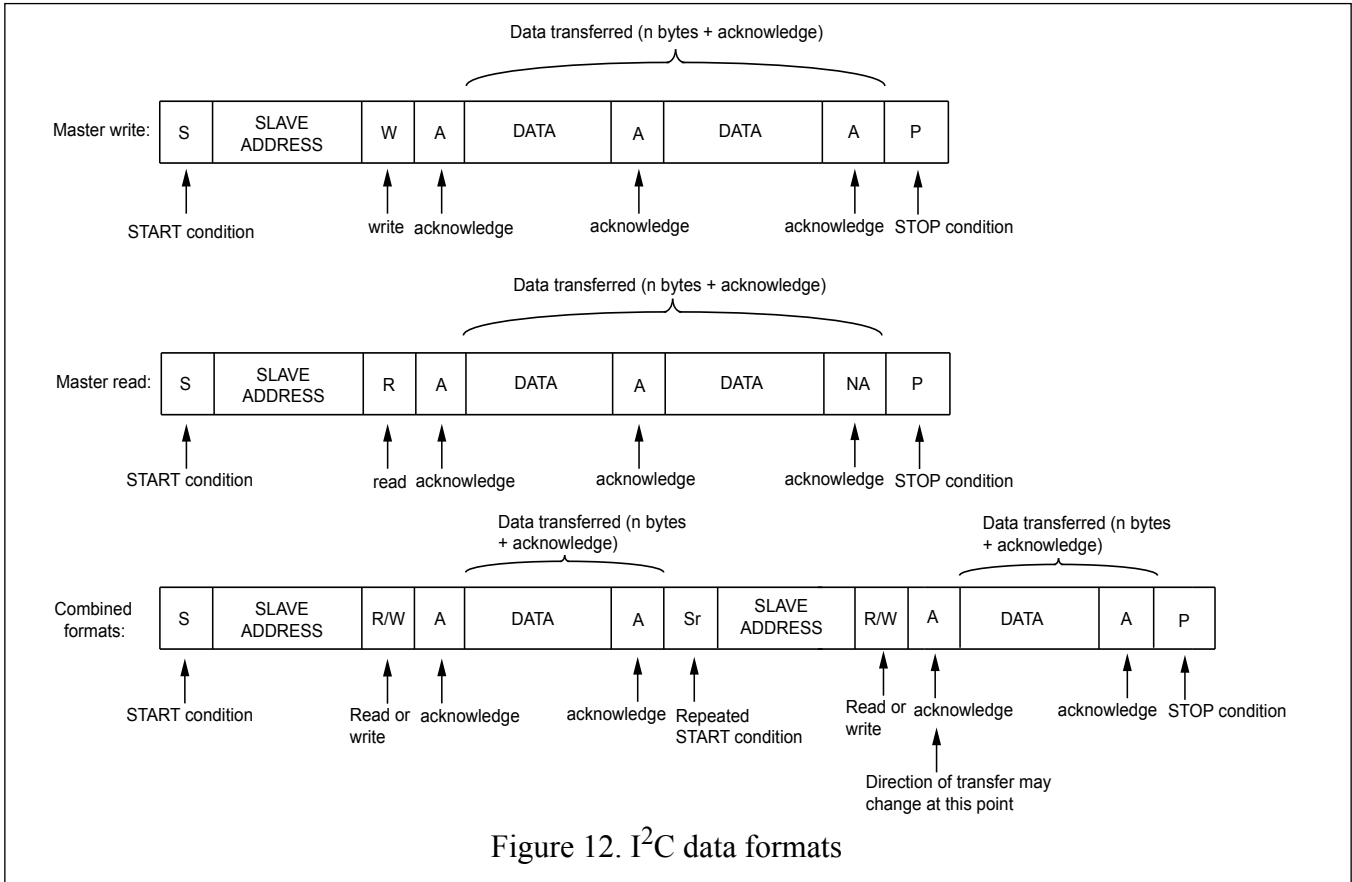 Data transferred (n bytes + acknowledge)
Master write: S SLAVE ADDRESS W A DATA A DATA A P
START condition write acknowledge acknowledge acknowledge STOP condition
Data transferred (n bytes + acknowledge)
Master read: S SLAVE ADDRESS R A DATA A DATA NA P
START condition read acknowledge acknowledge acknowledge STOP condition
Data transferred (n bytes
+ acknowledge)
Data transferred (n bytes
+ acknowledge)
Combined formats: S SLAVE ADDRESS R/W A DATA A Sr SLAVE ADDRESS R/W A DATA A P
START condition
Read or
write
acknowledge
acknowledge
Repeated
START condition
Read or
write
acknowledge
acknowledge
STOP condition
Direction of transfer may
change at this point
Figure 12. I²C data formats